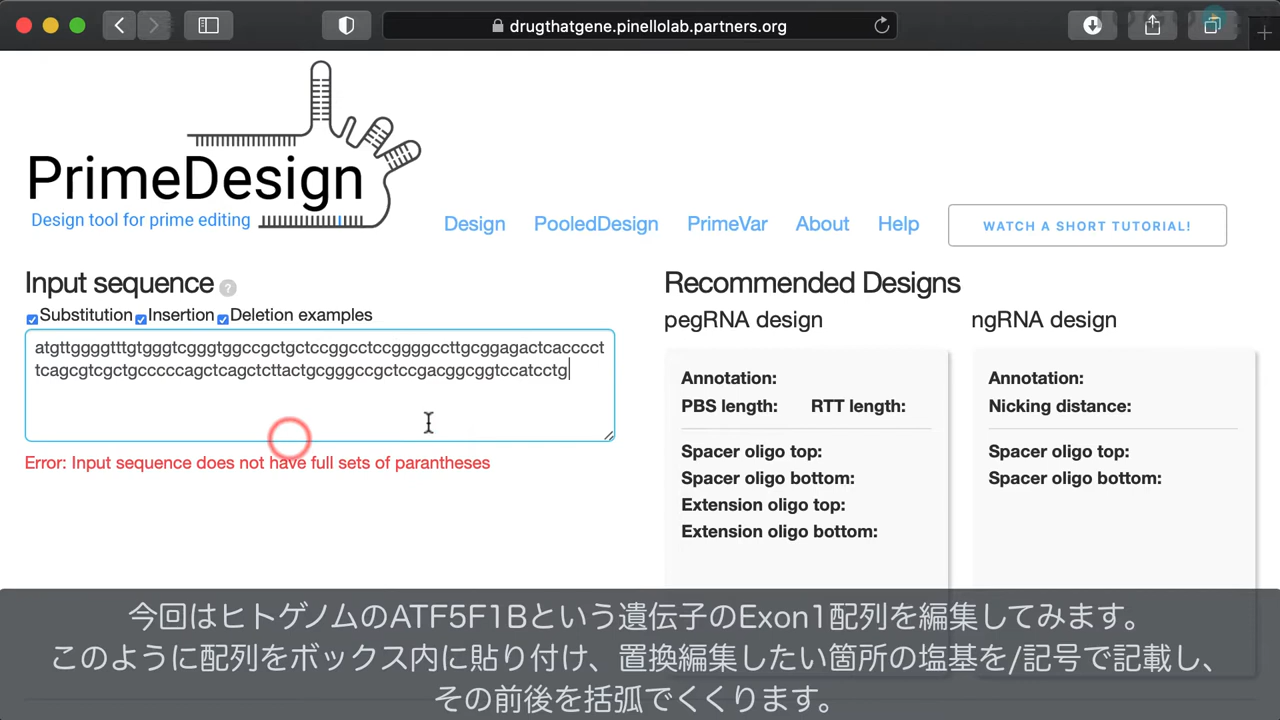 drugthatgene.pinellolab.partners.org
PrimeDesign
Design tool for prime editing
Design PooledDesign PrimeVar About Help WATCH A SHORT TUTORIAL!
Input sequence ?
Substitution Insertion Deletion examples
atgttggggtttgtgggtcgggtggccgctgctccggcctccggggccttgcggagactcacccct
tcagcgtcgctgcccccagctcagctcttactgcgggccgctccgacggcggtccatcctg
Error: Input sequence does not have full sets of parantheses
Recommended Designs
pegRNA design
Annotation:
PBS length: RTT length:
Spacer oligo top:
Spacer oligo bottom:
Extension oligo top:
Extension oligo bottom:
ngRNA design
Annotation:
Nicking distance:
Spacer oligo top:
Spacer oligo bottom:
今回はヒトゲノムのATF5F1Bという遺伝子のExon1配列を編集してみます。
このように配列をボックス内に貼り付け、置換編集したい箇所の塩基を/記号で記載し、
その前後を括弧でくくります。